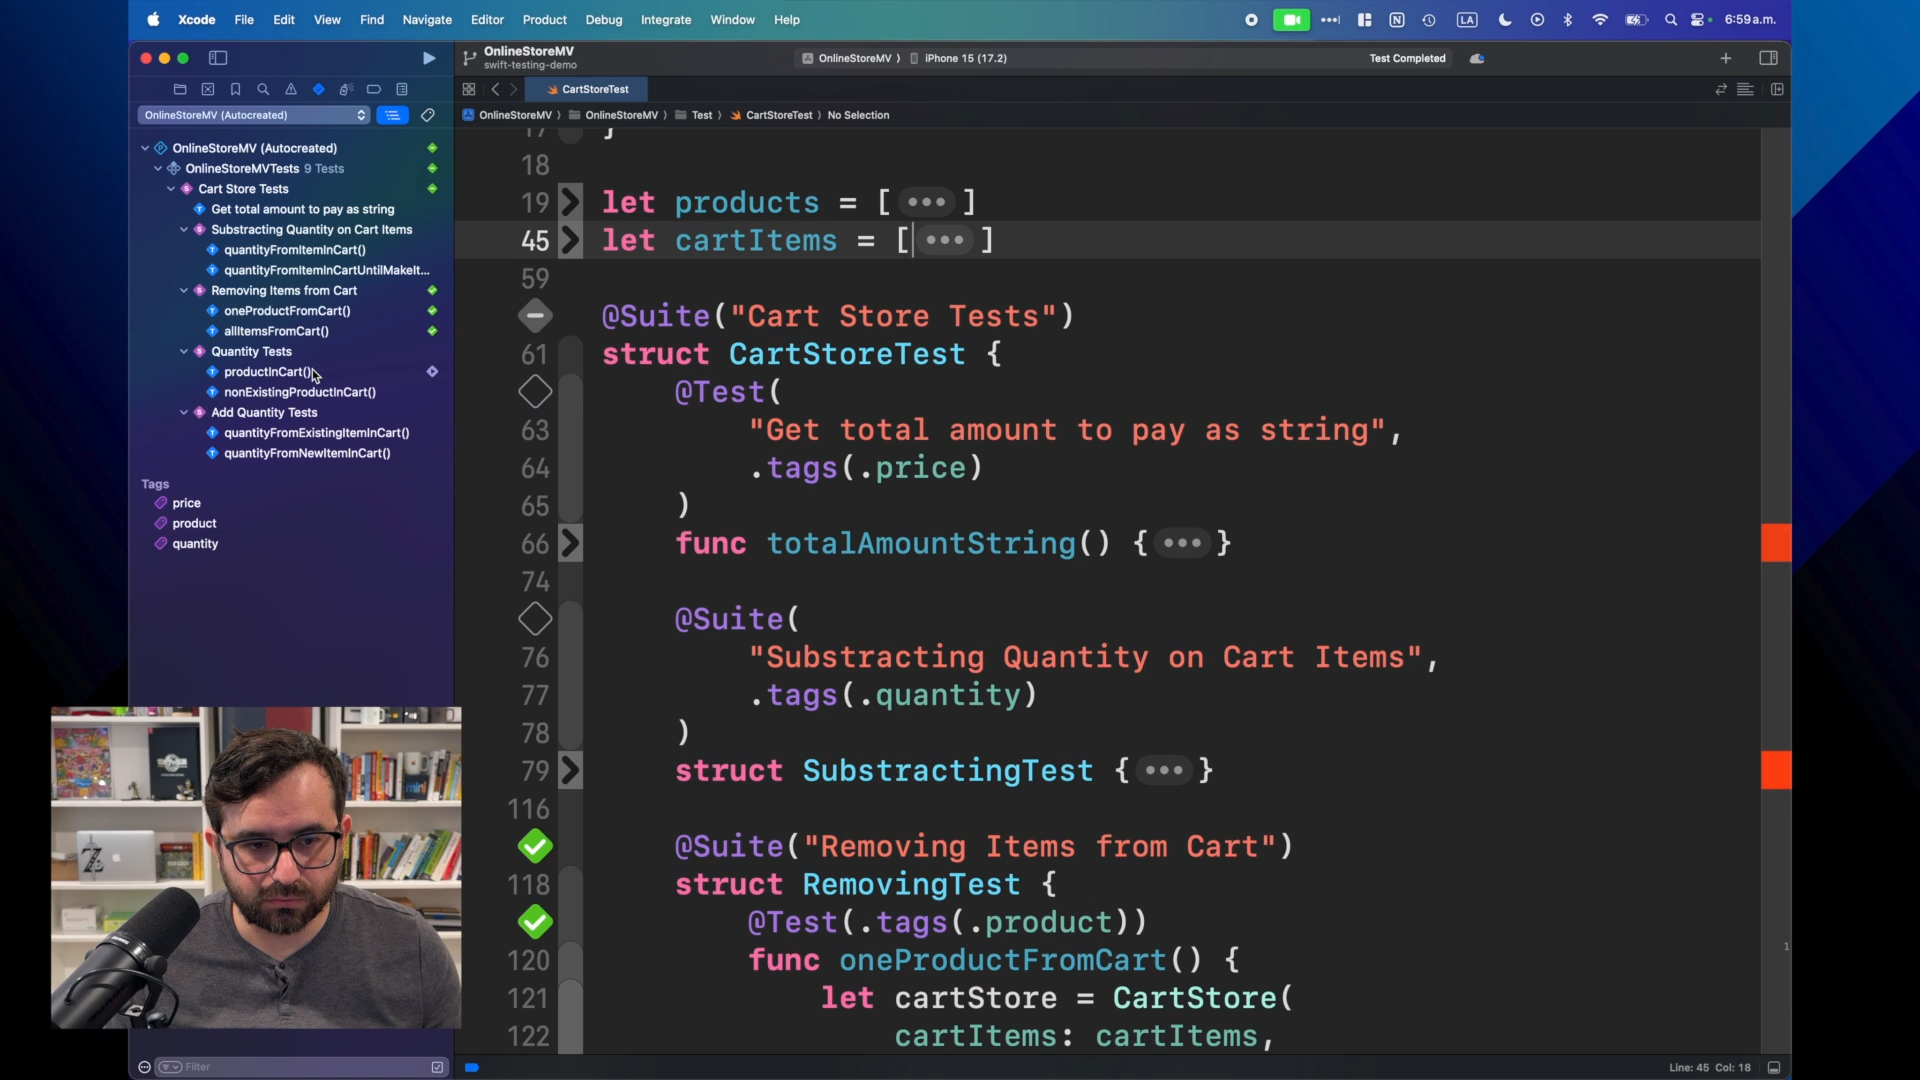 Xcode File Edit View Find Navigate Editor Product Debug Integrate Window Help
LA
6:59 a.m.
OnlineStoreMV
swift-testing-demo
OnlineStoreMV 〉 iPhone 15 (17.2)
Test Completed
CartStoreTest
OnlineStoreMV (Autocreated)
OnlineStoreMV 〉 OnlineStoreMV 〉 Test 〉 CartStoreTest 〉 No Selection
OnlineStoreMV (Autocreated)
OnlineStoreMVTests 9 Tests
Cart Store Tests
Get total amount to pay as string
Substracting Quantity on Cart Items
quantityFromItemInCart()
quantityFromItemInCartUntilMakeIt...
Removing Items from Cart
oneProductFromCart()
allItemsFromCart()
Quantity Tests
productInCart()
nonExistingProductInCart()
Add Quantity Tests
quantityFromExistingItemInCart()
quantityFromNewItemInCart()
Tags
price
product
quantity
Filter
17 }
18
19 let products = [ ••• ]
45 let cartItems = [ ••• ]
59
@Suite("Cart Store Tests")
61 struct CartStoreTest {
@Test(
63 "Get total amount to pay as string",
64 .tags(.price)
65 )
66 func totalAmountString() { ••• }
74
@Suite(
76 "Substracting Quantity on Cart Items",
77 .tags(.quantity)
78 )
79 struct SubstractingTest { ••• }
116
@Suite("Removing Items from Cart")
118 struct RemovingTest {
@Test(.tags(.product))
120 func oneProductFromCart() {
121 let cartStore = CartStore(
122 cartItems: cartItems,
1
Line: 45 Col: 18